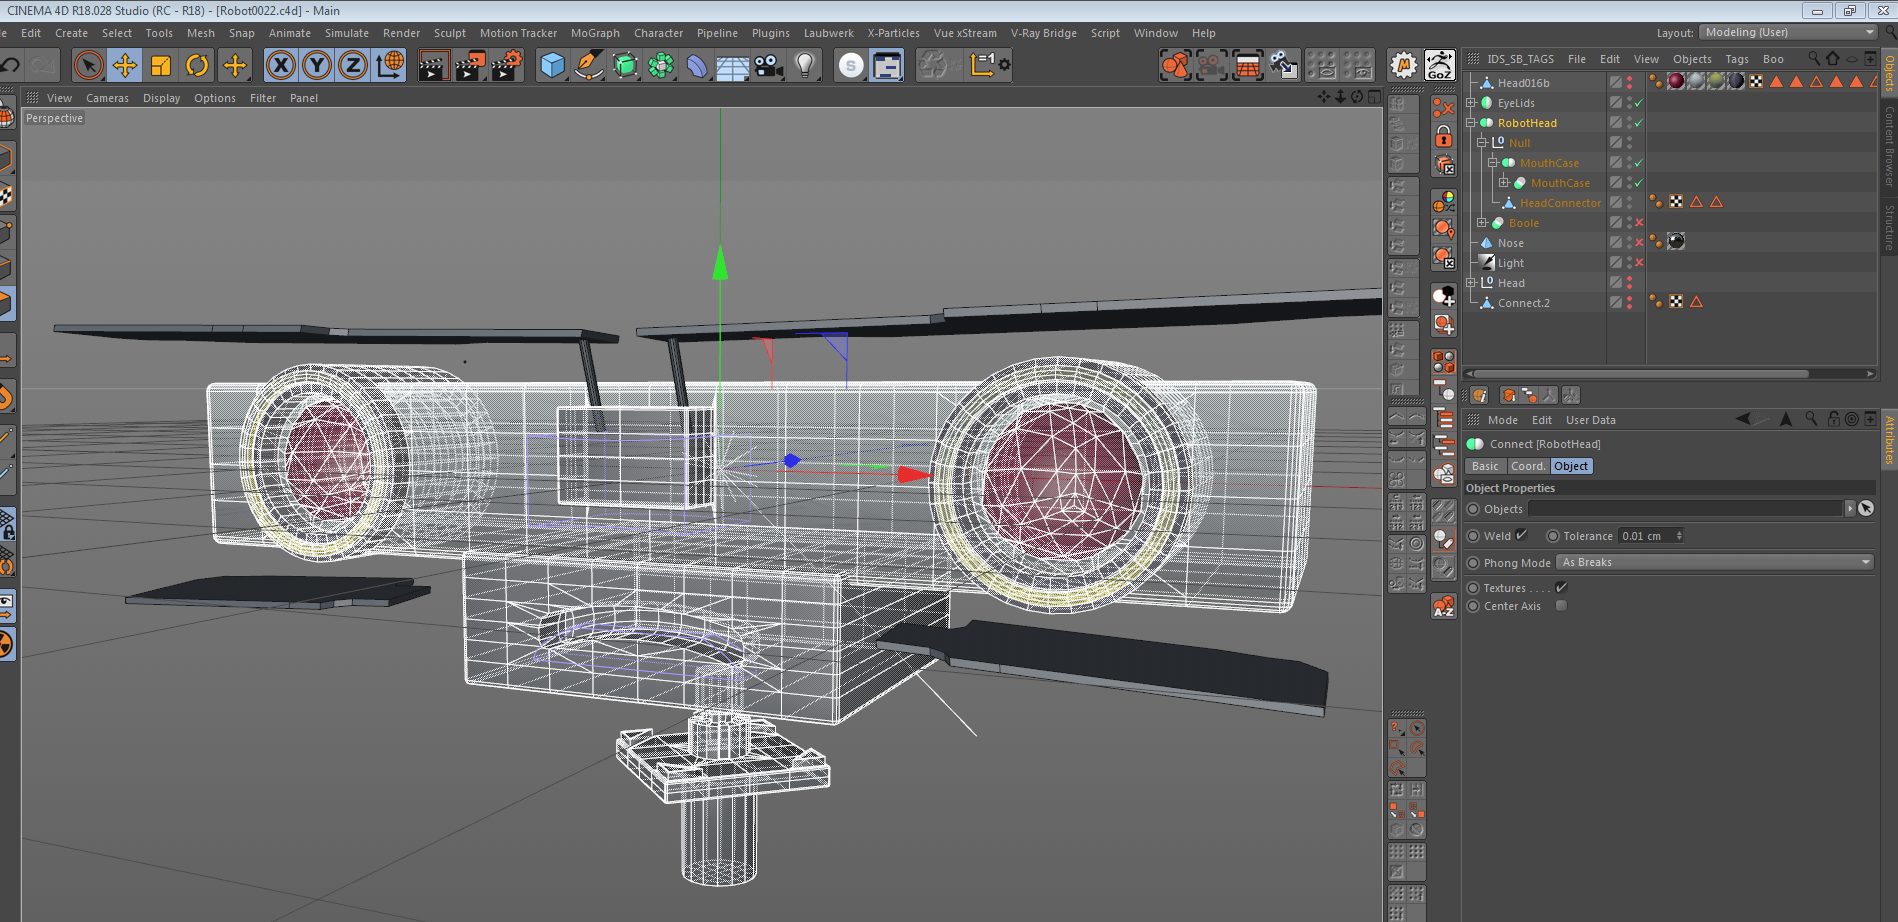 CINEMA 4D R18.028 Studio (RC - R18) - [Robot0022.c4d] - Main
Edit Create Select Tools Mesh Snap Animate Simulate Render Sculpt Motion Tracker MoGraph Character Pipeline Plugins Laubwerk X-Particles Vue xStream V-Ray Bridge Script Window Help
Layout: Modeling (User)
X Y Z S M GoZ
View Cameras Display Options Filter Panel
Perspective
IDS_SB_TAGS File Edit View Objects Tags Boo
Head016b
EyeLids
RobotHead
Null
MouthCase
MouthCase
HeadConnector
Boole
Nose
Light
Head
Connect.2
Objects
Content Browser
Structure
A-Z
Mode Edit User Data
Connect [RobotHead]
Basic Coord. Object
Object Properties
Objects
Weld Tolerance 0.01 cm
Phong Mode As Breaks
Textures . . . .
Center Axis
Attributes